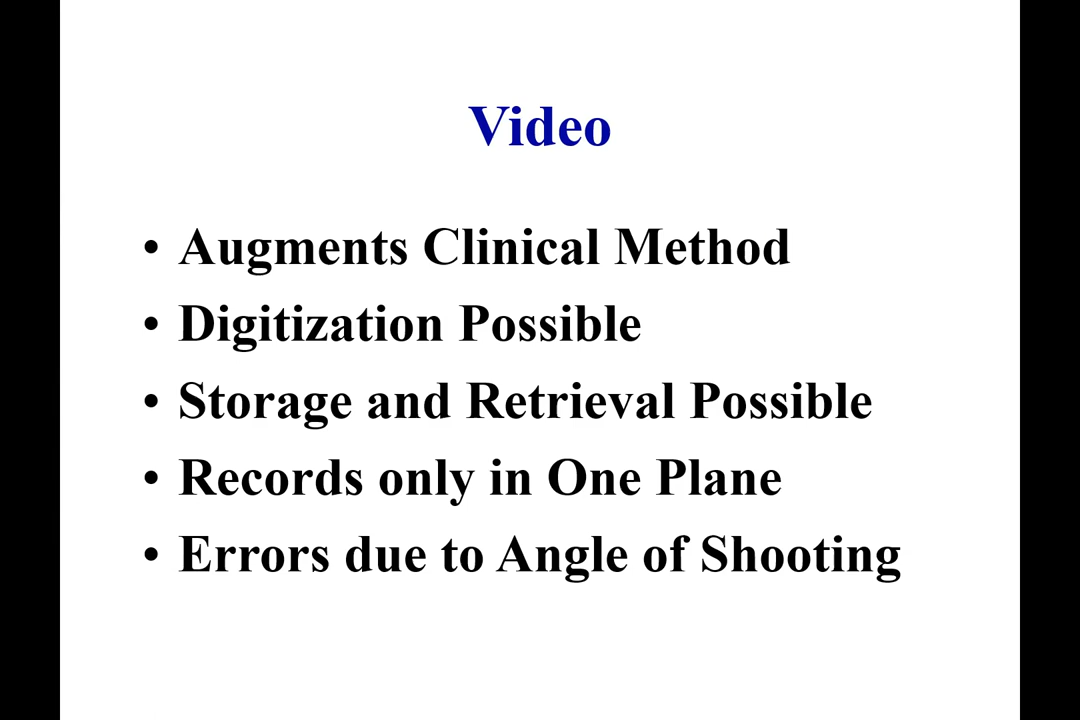 Video
• Augments Clinical Method
• Digitization Possible
• Storage and Retrieval Possible
• Records only in One Plane
• Errors due to Angle of Shooting